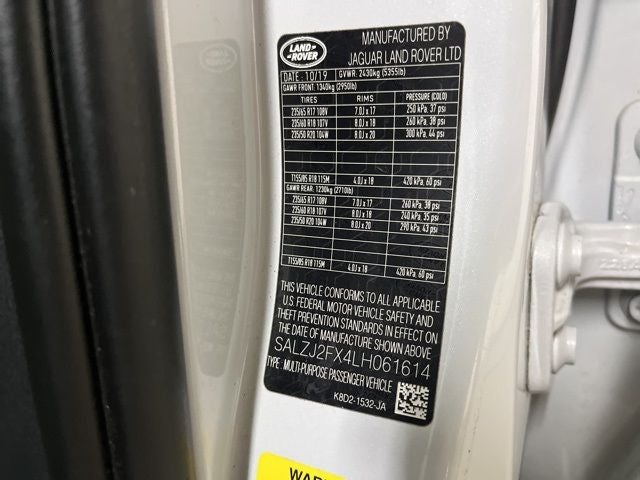 LAND ROVER
MANUFACTURED BY
JAGUAR LAND ROVER LTD
DATE: 10/19 GVWR: 2430kg (5355lb)
GAWR FRONT: 1340kg (2950lb)
TIRES RIMS PRESSURE (COLD)
235/65 R17 108V 7.0J x 17 250 kPa, 37 psi
235/60 R18 107V 8.0J x 18 260 kPa, 38 psi
235/50 R20 104W 8.0J x 20 300 kPa, 44 psi
T155/85 R18 115M 4.0J x 18 420 kPa, 60 psi
GAWR REAR: 1230kg (2710lb)
235/65 R17 108V 7.0J x 17 260 kPa, 38 psi
235/60 R18 107V 8.0J x 18 240 kPa, 35 psi
235/50 R20 104W 8.0J x 20 290 kPa, 43 psi
T155/85 R18 115M 4.0J x 18 420 kPa, 60 psi
THIS VEHICLE CONFORMS TO ALL APPLICABLE
U.S. FEDERAL MOTOR VEHICLE SAFETY AND
THEFT PREVENTION STANDARDS IN EFFECT ON
THE DATE OF MANUFACTURE SHOWN ABOVE.
SALZJ2FX4LH061614
TYPE: MULTI-PURPOSE PASSENGER VEHICLE
K8D2-1532-JA